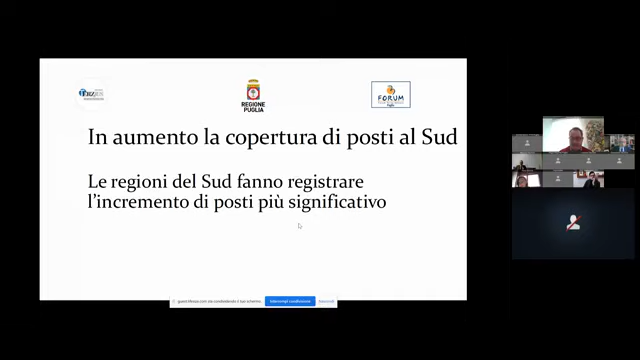 REGIONE
PUGLIA
FORUM
In aumento la copertura di posti al Sud
Le regioni del Sud fanno registrare
l'incremento di posti più significativo
Interrompi condivisione
Nascondi